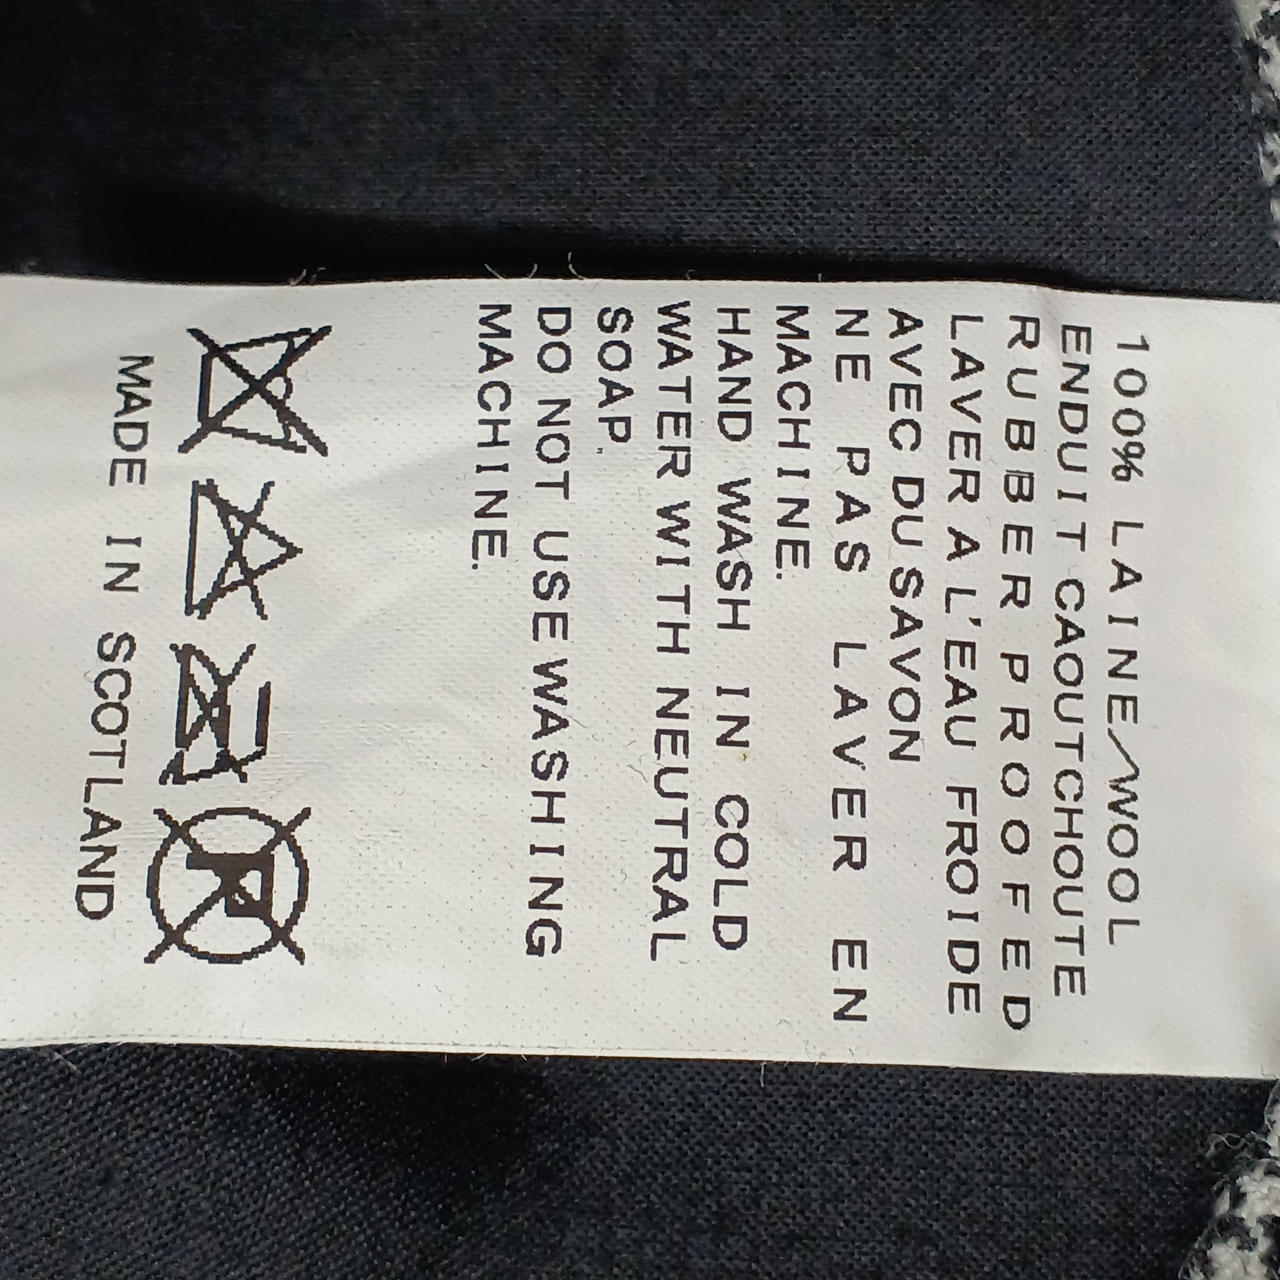 100% LAINE/WOOL
ENDUIT CAOUTCHOUTE
RUBBER PROOFED
LAVER A L'EAU FROIDE
AVEC DU SAVON
NE PAS LAVER EN
MACHINE.
HAND WASH IN COLD
WATER WITH NEUTRAL
SOAP.
DO NOT USE WASHING
MACHINE.
P
MADE IN SCOTLAND